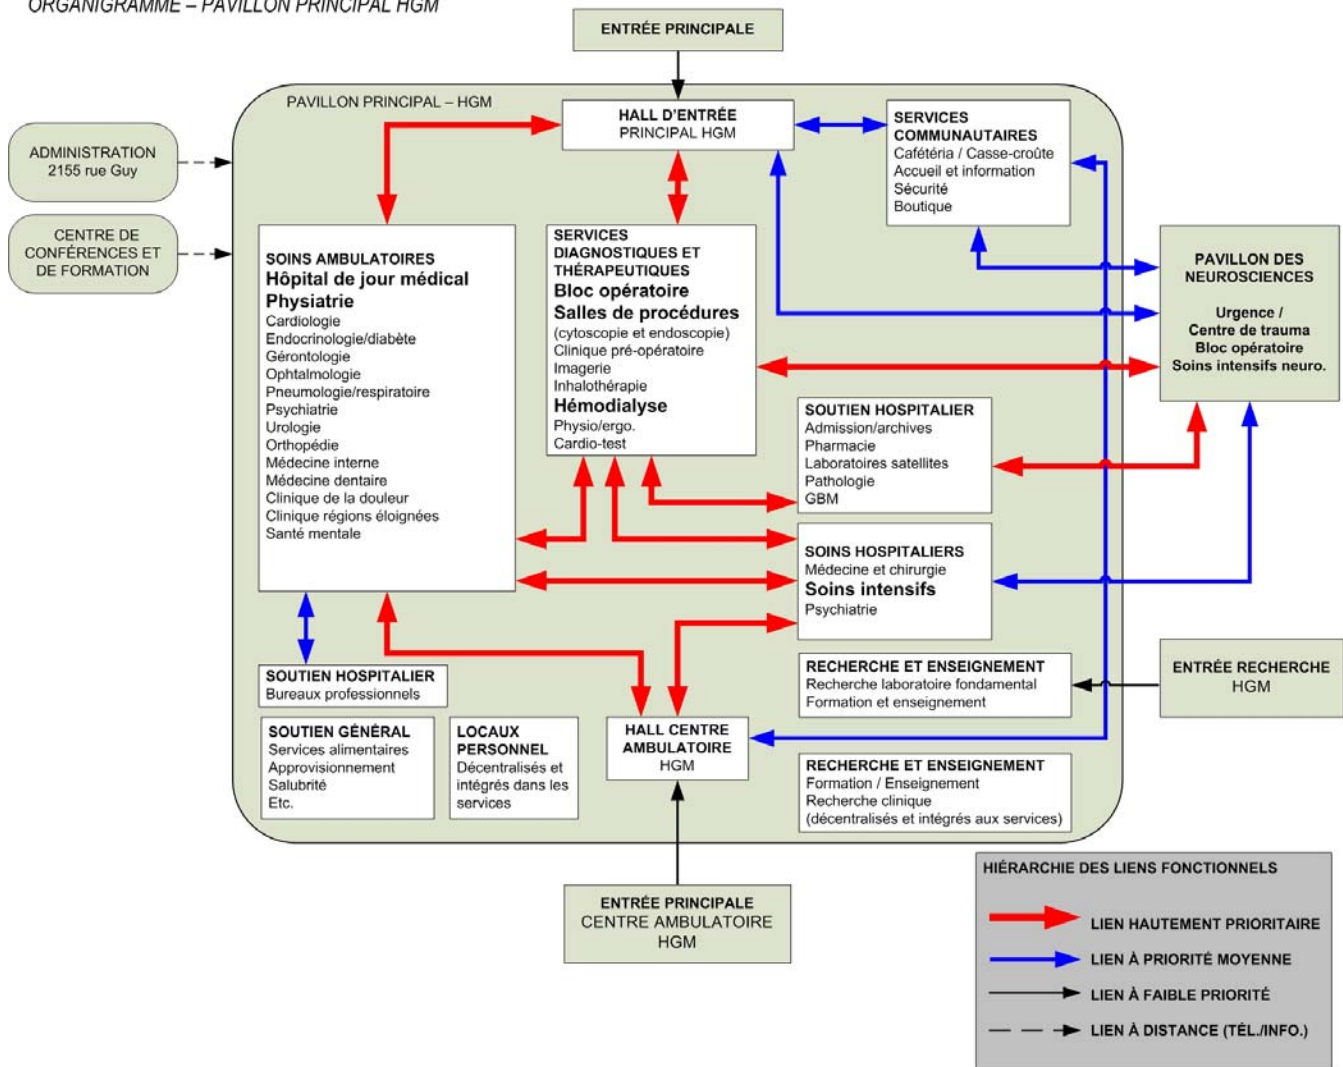 ORGANIGRAMME – PAVILLON PRINCIPAL HGM
ENTRÉE PRINCIPALE
PAVILLON PRINCIPAL – HGM
HALL D'ENTRÉE
PRINCIPAL HGM
SERVICES
COMMUNAUTAIRES
Cafétéria / Casse-croûte
Accueil et information
Sécurité
Boutique
ADMINISTRATION
2155 rue Guy
CENTRE DE
CONFÉRENCES ET
DE FORMATION
SOINS AMBULATOIRES
Hôpital de jour médical
Physiatrie
Cardiologie
Endocrinologie/diabète
Gérontologie
Ophtalmologie
Pneumologie/respiratoire
Psychiatrie
Urologie
Orthopédie
Médecine interne
Médecine dentaire
Clinique de la douleur
Clinique régions éloignées
Santé mentale
SERVICES
DIAGNOSTIQUES ET
THÉRAPEUTIQUES
Bloc opératoire
Salles de procédures
(cytoscopie et endoscopie)
Clinique pré-opératoire
Imagerie
Inhalothérapie
Hémodialyse
Physio/ergo.
Cardio-test
PAVILLON DES
NEUROSCIENCES
Urgence /
Centre de trauma
Bloc opératoire
Soins intensifs neuro.
SOUTIEN HOSPITALIER
Admission/archives
Pharmacie
Laboratoires satellites
Pathologie
GBM
SOINS HOSPITALIERS
Médecine et chirurgie
Soins intensifs
Psychiatrie
SOUTIEN HOSPITALIER
Bureaux professionnels
RECHERCHE ET ENSEIGNEMENT
Recherche laboratoire fondamental
Formation et enseignement
ENTRÉE RECHERCHE
HGM
SOUTIEN GÉNÉRAL
Services alimentaires
Approvisionnement
Salubrité
Etc.
LOCAUX
PERSONNEL
Décentralisés et
intégrés dans les
services
HALL CENTRE
AMBULATOIRE
HGM
RECHERCHE ET ENSEIGNEMENT
Formation / Enseignement
Recherche clinique
(décentralisés et intégrés aux services)
ENTRÉE PRINCIPALE
CENTRE AMBULATOIRE
HGM
HIÉRARCHIE DES LIENS FONCTIONNELS
LIEN HAUTEMENT PRIORITAIRE
LIEN À PRIORITÉ MOYENNE
LIEN À FAIBLE PRIORITÉ
LIEN À DISTANCE (TÉL./INFO.)